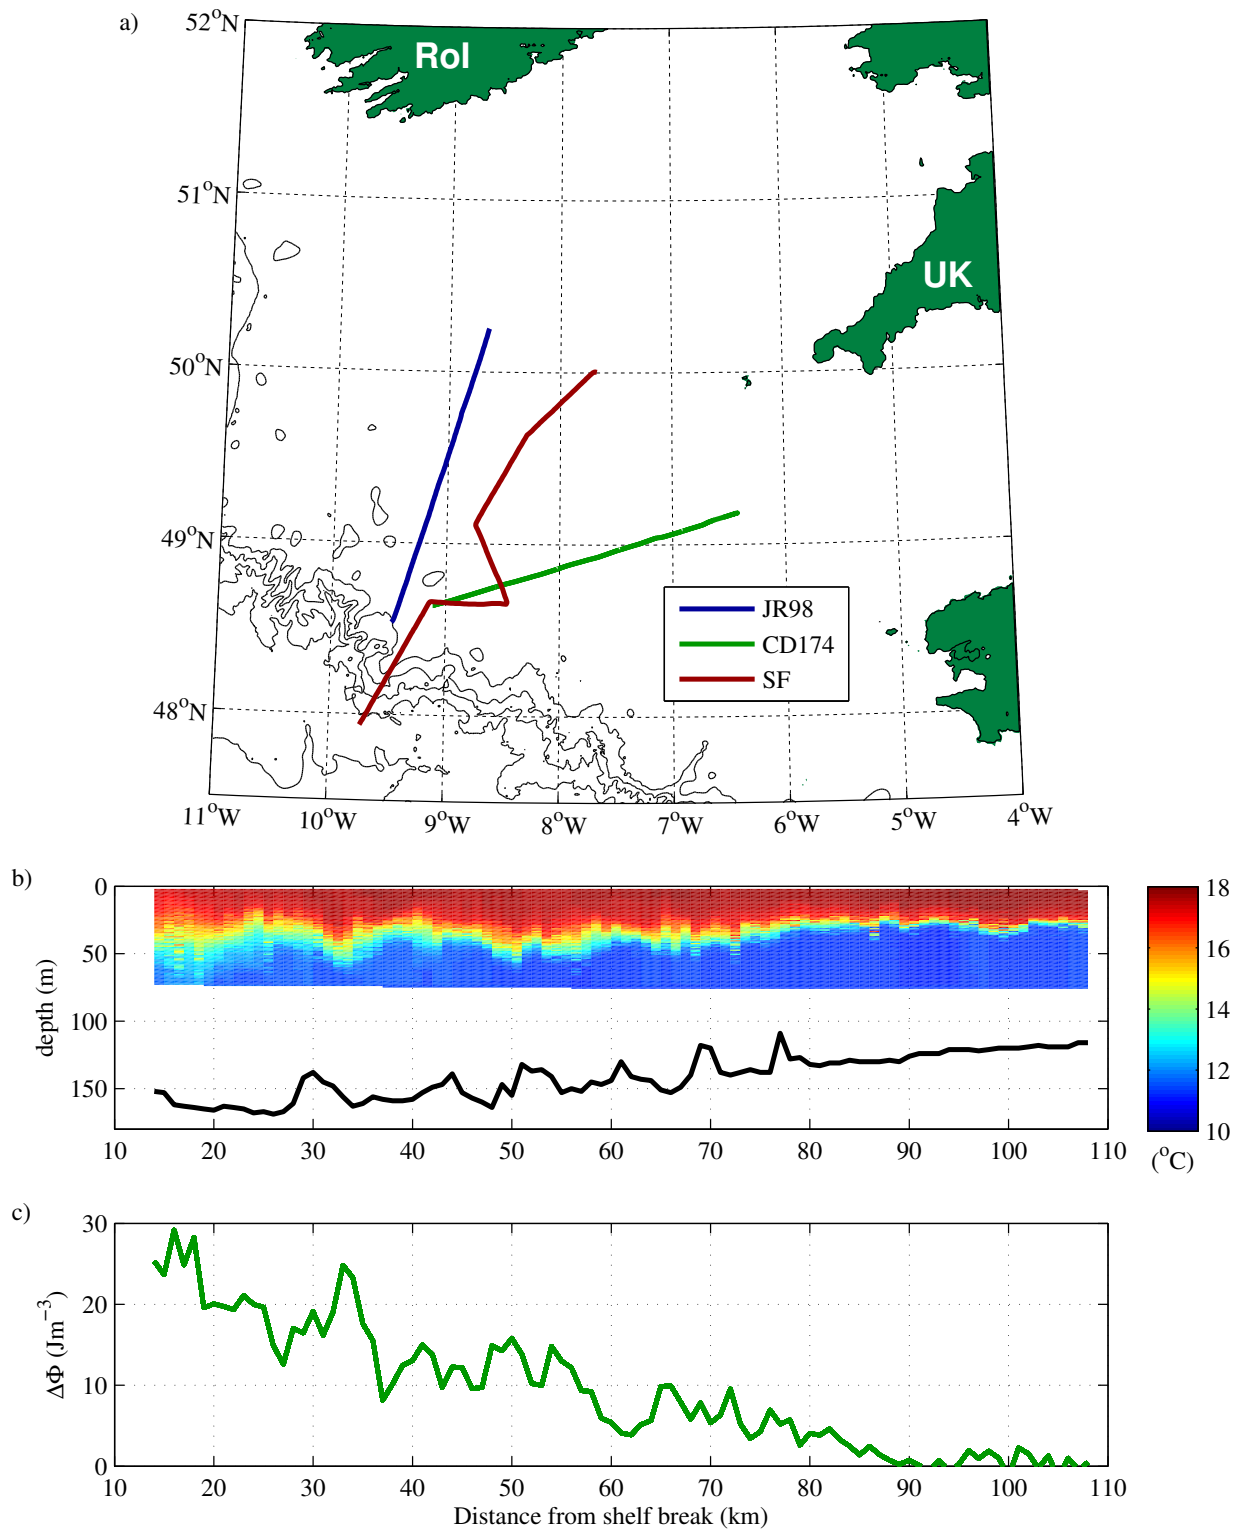 a)
52°N
51°N
50°N
49°N
48°N
11°W 10°W 9°W 8°W 7°W 6°W 5°W 4°W
RoI
UK
JR98
CD174
SF
b)
depth (m)
0
50
100
150
10 20 30 40 50 60 70 80 90 100 110
18
16
14
12
10
(°C)
c)
ΔΦ (Jm⁻³)
30
20
10
0
10 20 30 40 50 60 70 80 90 100 110
Distance from shelf break (km)